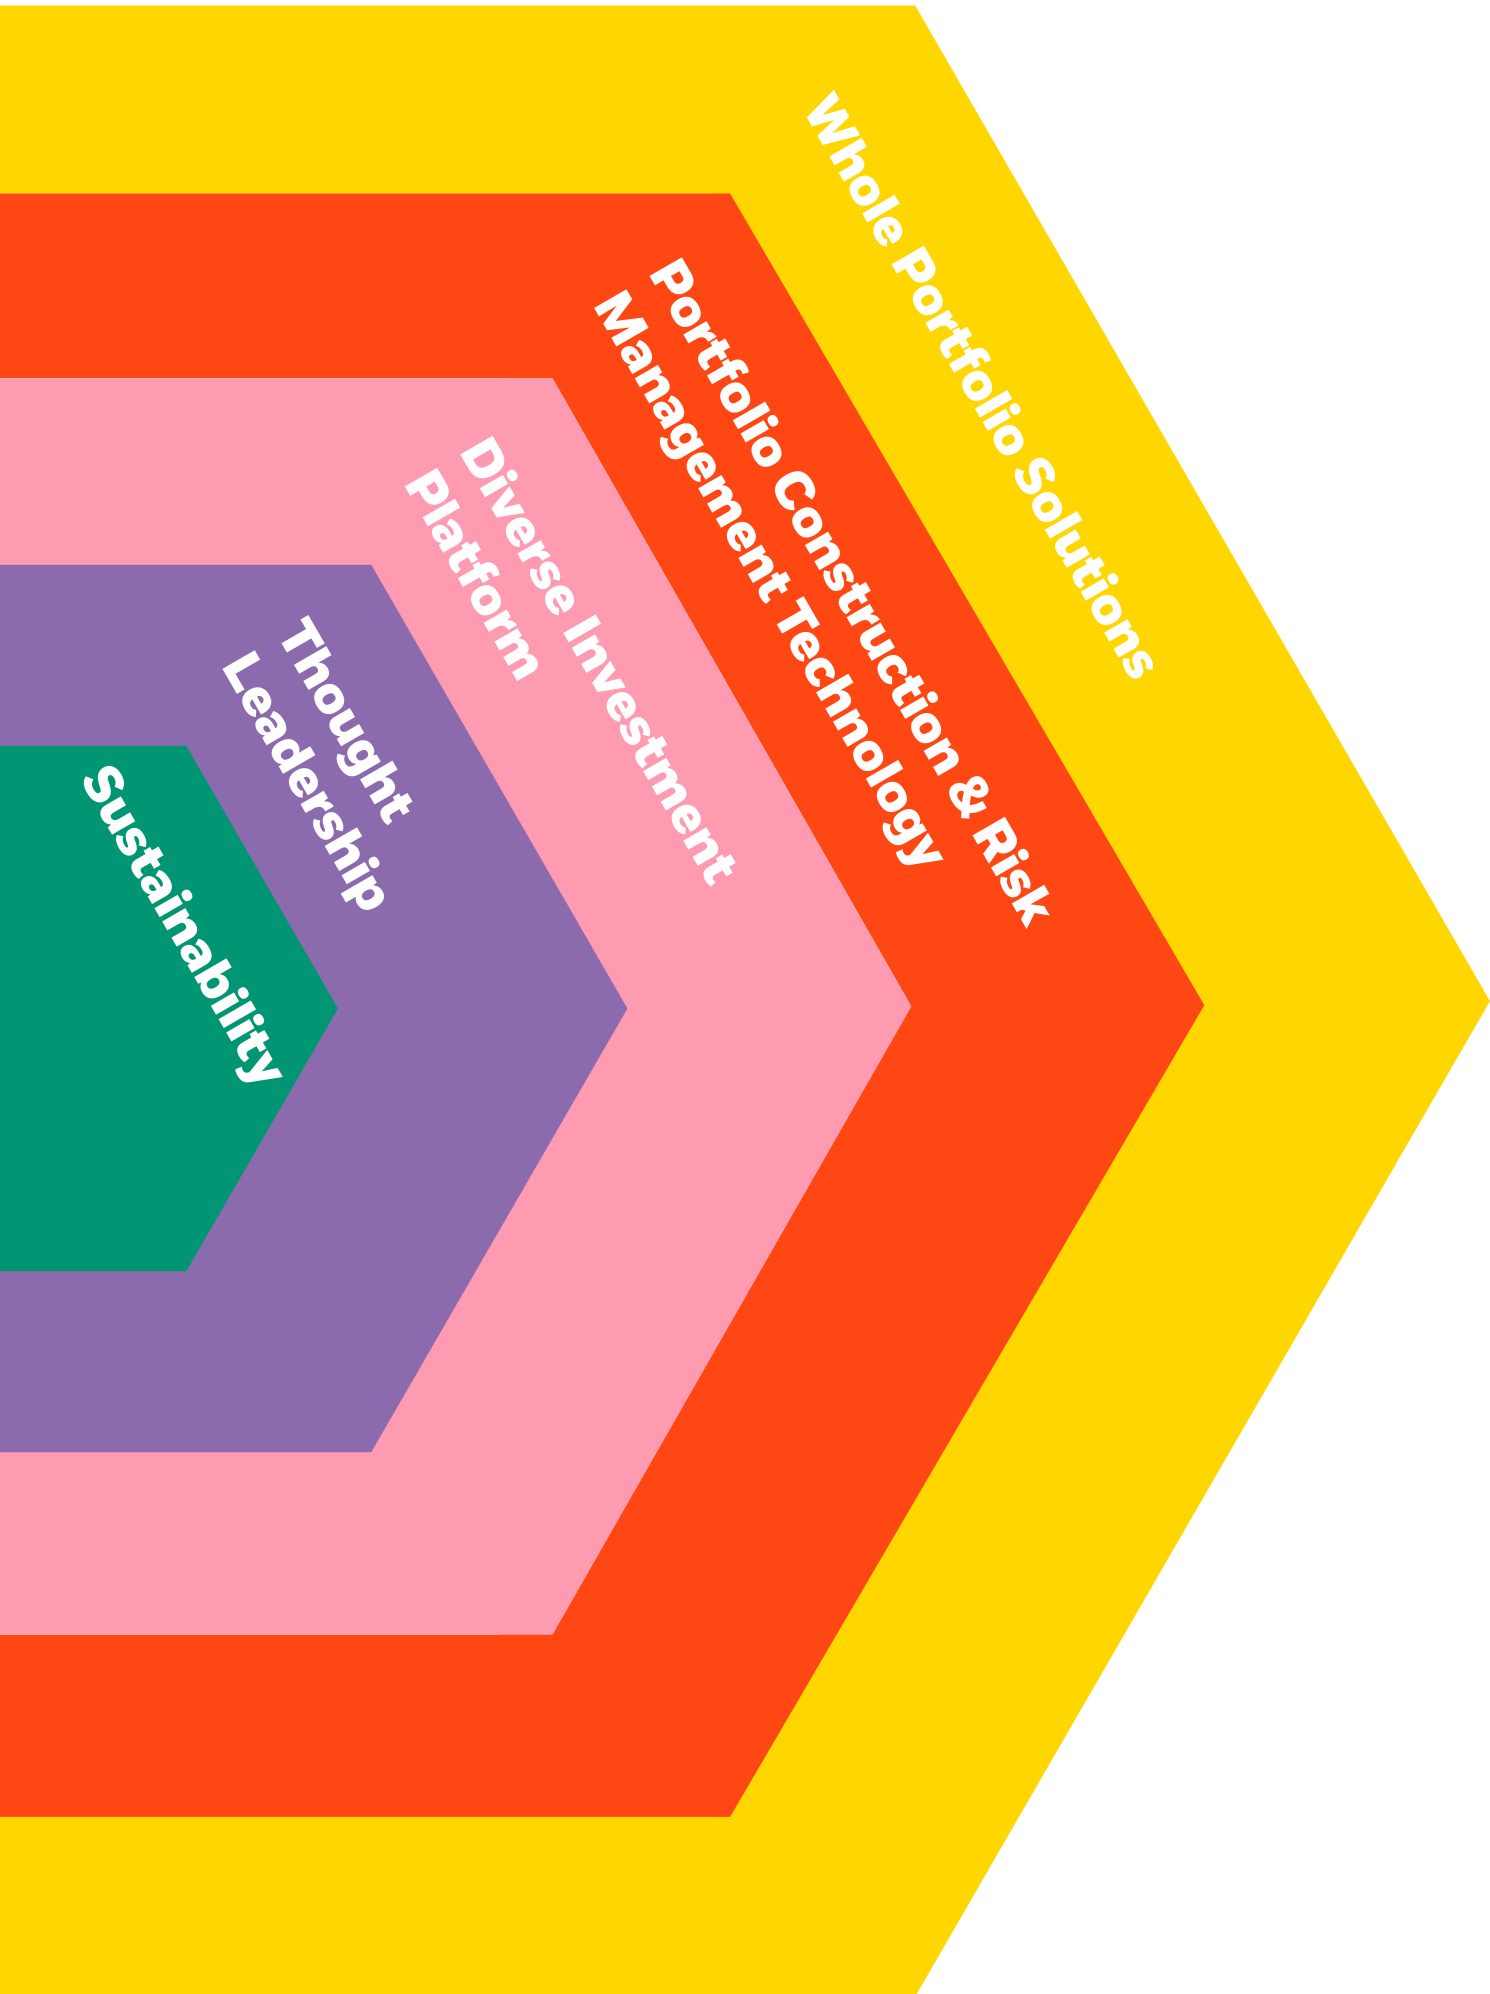 Whole Portfolio Solutions
Portfolio Construction & Risk
Management Technology
Diverse Investment
Platform
Thought
Leadership
Sustainability